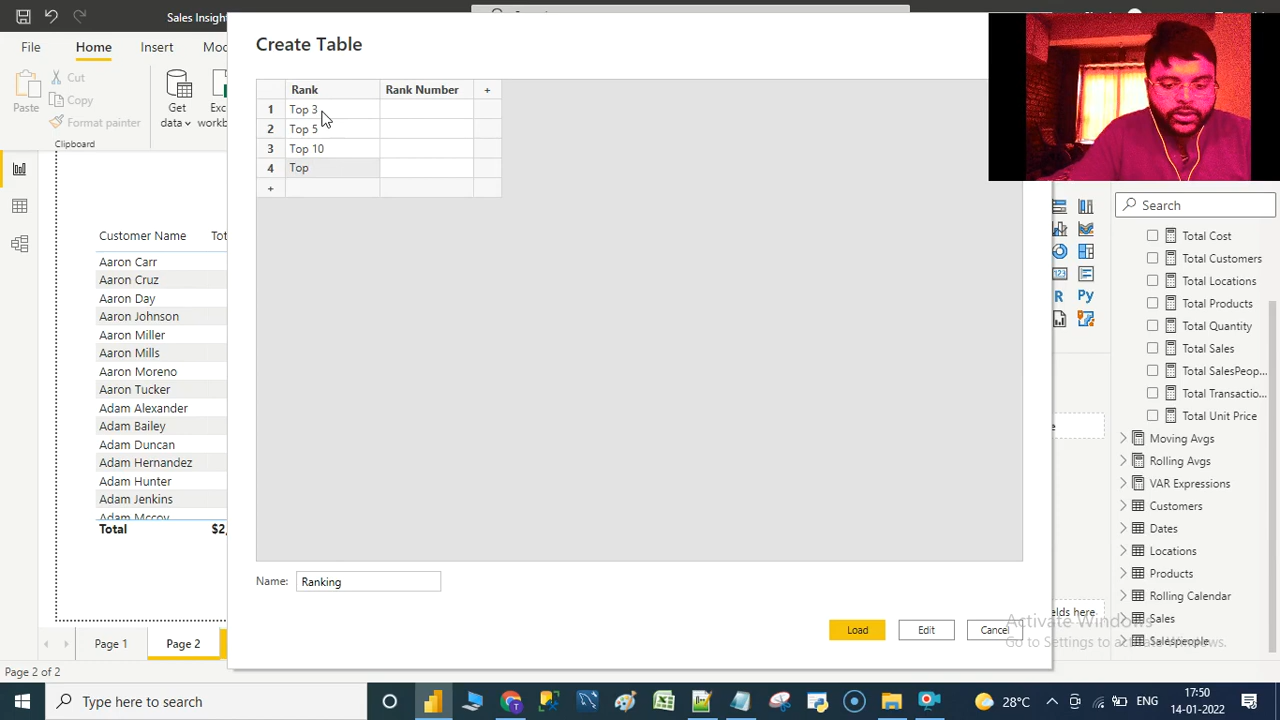 Sales Insigh
File
Home
Insert
Mo
Cut
Copy
Format painter
Paste
Clipboard
Get
data
Exc
workb
Create Table
Rank
Rank Number
+
1
Top 3
2
Top 5
3
Top 10
4
Top
+
Name:
Ranking
Load
Edit
Cancel
Customer Name
Tot
Aaron Carr
Aaron Cruz
Aaron Day
Aaron Johnson
Aaron Miller
Aaron Mills
Aaron Moreno
Aaron Tucker
Adam Alexander
Adam Bailey
Adam Duncan
Adam Hernandez
Adam Hunter
Adam Jenkins
Adam Mccoy
Total
$2,
Page 1
Page 2
Page 2 of 2
R
Py
elds here
Search
Total Cost
Total Customers
Total Locations
Total Products
Total Quantity
Total Sales
Total SalesPeop...
Total Transactio...
Total Unit Price
Moving Avgs
Rolling Avgs
VAR Expressions
Customers
Dates
Locations
Products
Rolling Calendar
Sales
Salespeople
Activate Windows
Go to Settings to activate Windows.
Type here to search
28°C
ENG
17:50
14-01-2022